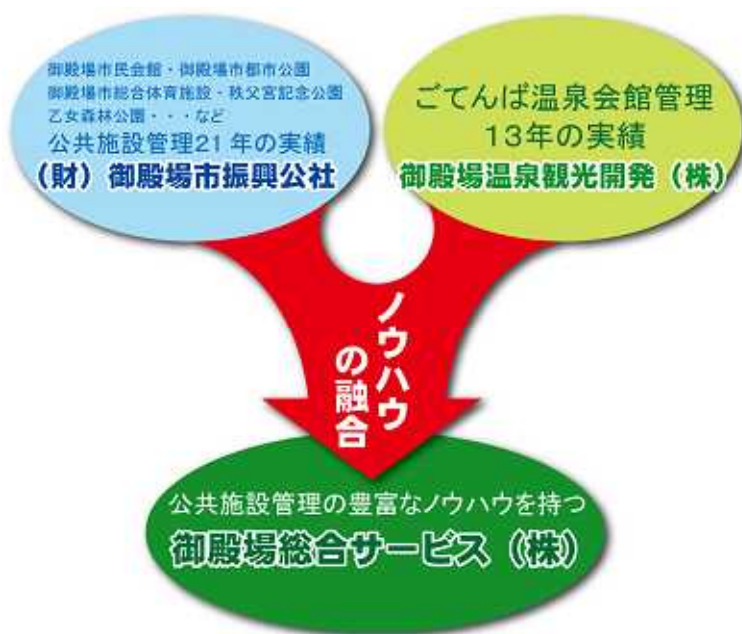 御殿場市民会館・御殿場市都市公園
御殿場市総合体育施設・秩父宮記念公園
乙女森林公園・・・など
公共施設管理21年の実績
(財)御殿場市振興公社
ごてんば温泉会館管理
13年の実績
御殿場温泉観光開発(株)
ノウハウ
の融合
公共施設管理の豊富なノウハウを持つ
御殿場総合サービス(株)